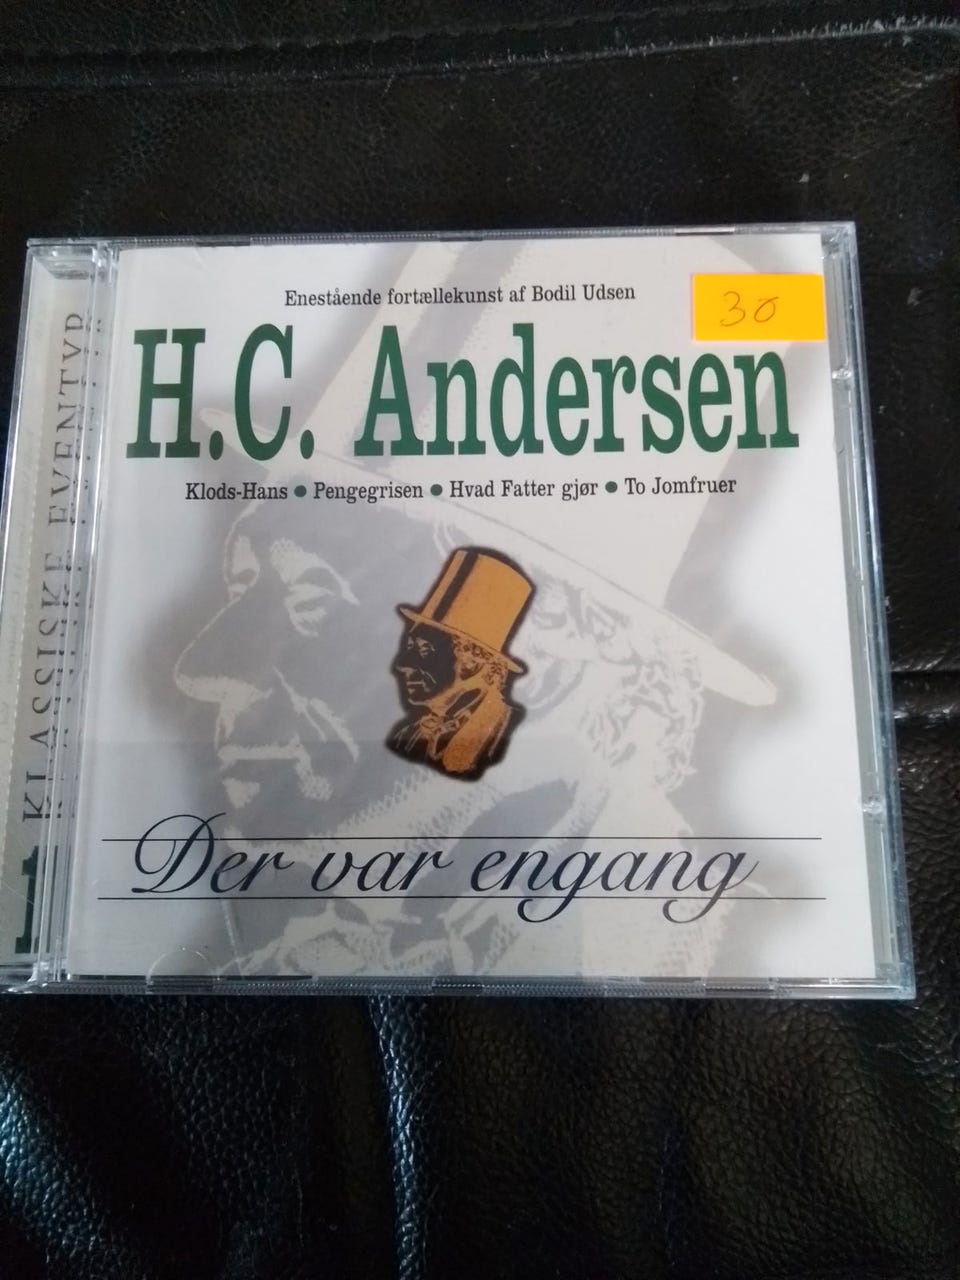 Enestående fortællekunst af Bodil Udsen
30
H.C. Andersen
Klods-Hans • Pengegrisen • Hvad Fatter gjør • To Jomfruer
Der var engang
KLASSISKE EVENTYR